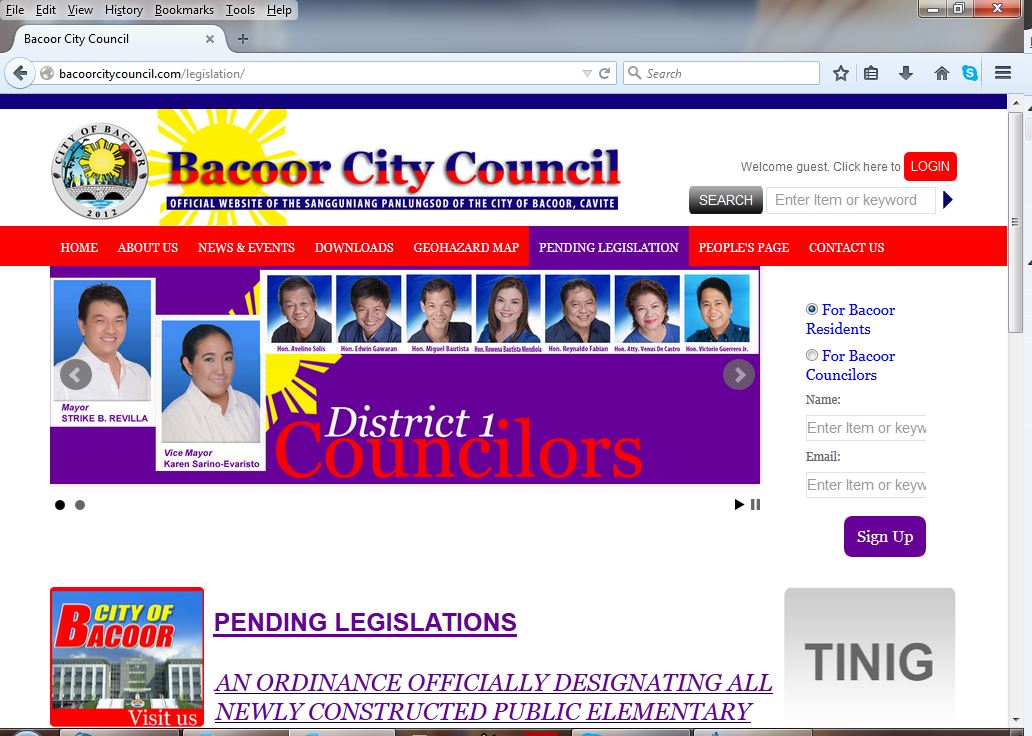 File Edit View History Bookmarks Tools Help
Bacoor City Council
bacoorcitycouncil.com/legislation/
Search
CITY OF BACOOR
2012
Bacoor City Council
OFFICIAL WEBSITE OF THE SANGGUNIANG PANLUNGSOD OF THE CITY OF BACOOR, CAVITE
Welcome guest. Click here to LOGIN
SEARCH Enter Item or keyword
HOME ABOUT US NEWS & EVENTS DOWNLOADS GEOHAZARD MAP PENDING LEGISLATION PEOPLE'S PAGE CONTACT US
Hon. Avelino Solis Hon. Edwin Gawaran Hon. Miguel Bautista Hon. Rowena Bautista Mendiola Hon. Reynaldo Fabian Hon. Atty. Venus De Castro Hon. Victorio Guerrero Jr.
Mayor
STRIKE B. REVILLA
Vice Mayor
Karen Sarino-Evaristo
District 1
Councilors
For Bacoor
Residents
For Bacoor
Councilors
Name:
Enter Item or keyw
Email:
Enter Item or keyw
Sign Up
CITY OF
BACOOR
Visit us
PENDING LEGISLATIONS
AN ORDINANCE OFFICIALLY DESIGNATING ALL
NEWLY CONSTRUCTED PUBLIC ELEMENTARY
TINIG